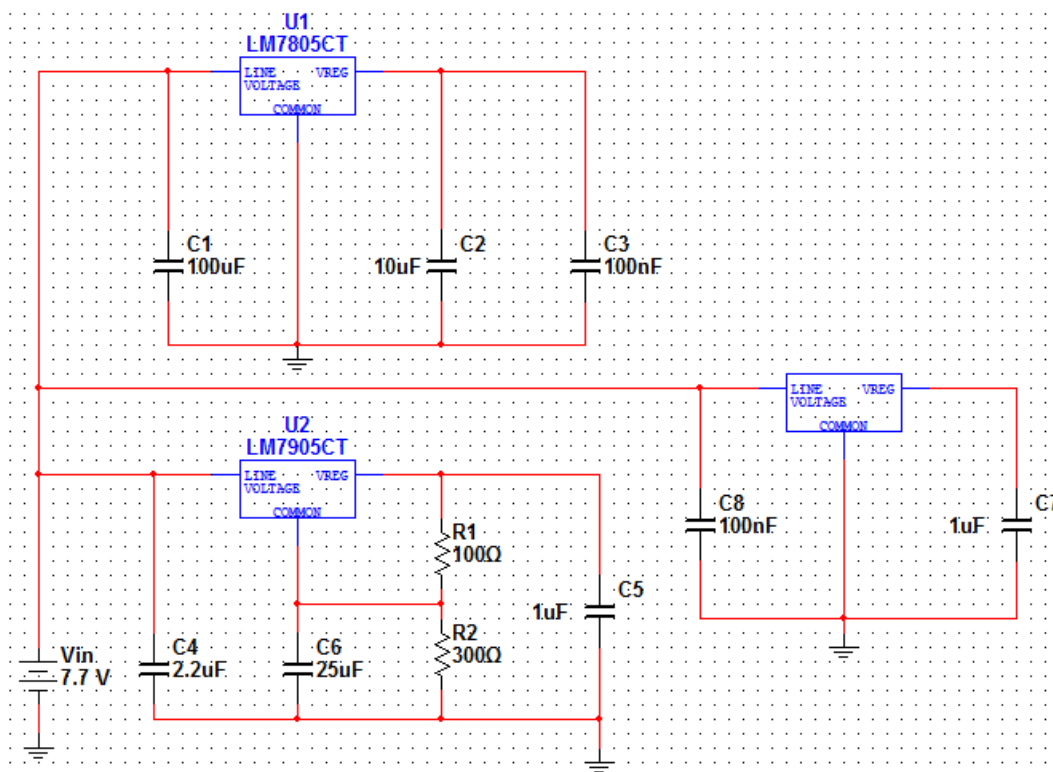 U1
LM7805CT
LINE VREG
VOLTAGE
COMMON
C1
100uF
C2
10uF
C3
100nF
LINE VREG
VOLTAGE
COMMON
U2
LM7905CT
LINE VREG
VOLTAGE
COMMON
C8
100nF
C7
1uF
R1
100Ω
C5
1uF
Vin
7.7 V
C4
2.2uF
C6
25uF
R2
300Ω